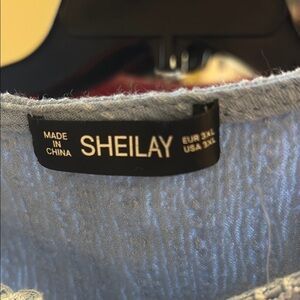 MADE
IN
CHINA
SHEILAY
EUR 3XL
USA 3XL